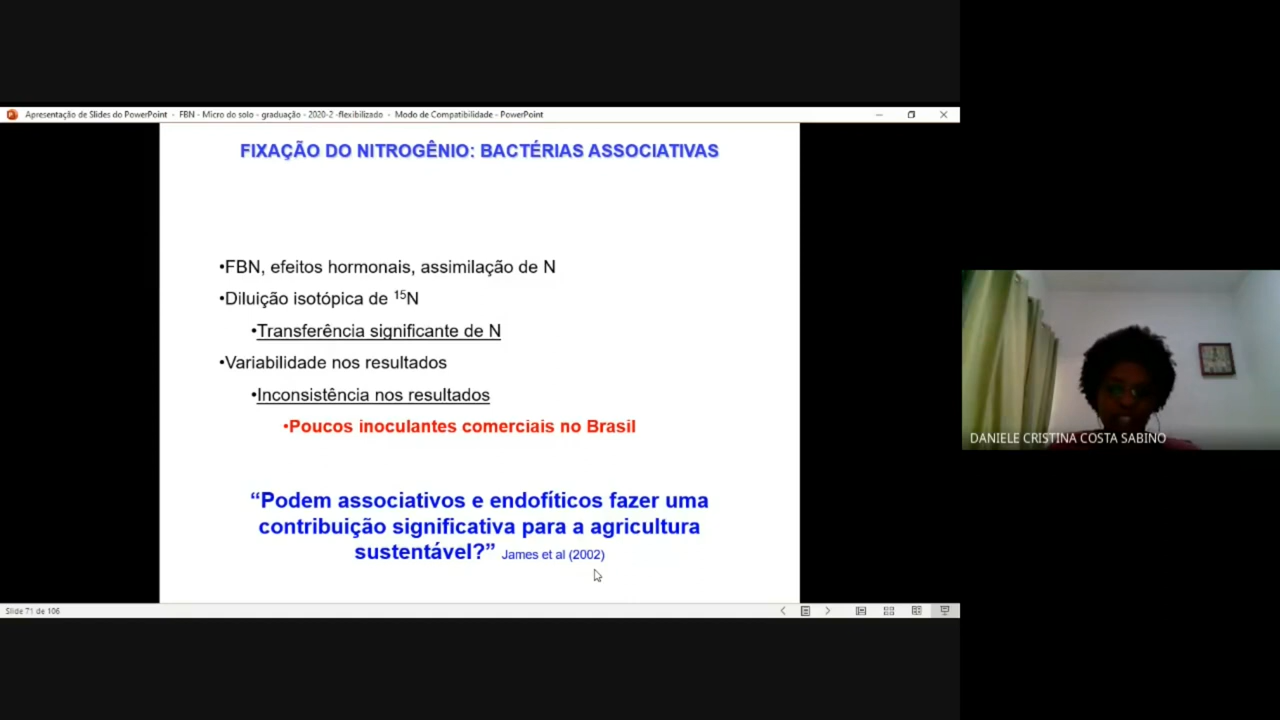 Apresentação de Slides do PowerPoint - FBN - Micro do solo - graduação - 2020-2 -flexibilizado - Modo de Compatibilidade - PowerPoint
FIXAÇÃO DO NITROGÊNIO: BACTÉRIAS ASSOCIATIVAS
•FBN, efeitos hormonais, assimilação de N
•Diluição isotópica de 15N
•Transferência significante de N
•Variabilidade nos resultados
•Inconsistência nos resultados
•Poucos inoculantes comerciais no Brasil
“Podem associativos e endofíticos fazer uma
contribuição significativa para a agricultura
sustentável?” James et al (2002)
Slide 71 de 106
DANIELE CRISTINA COSTA SABINO